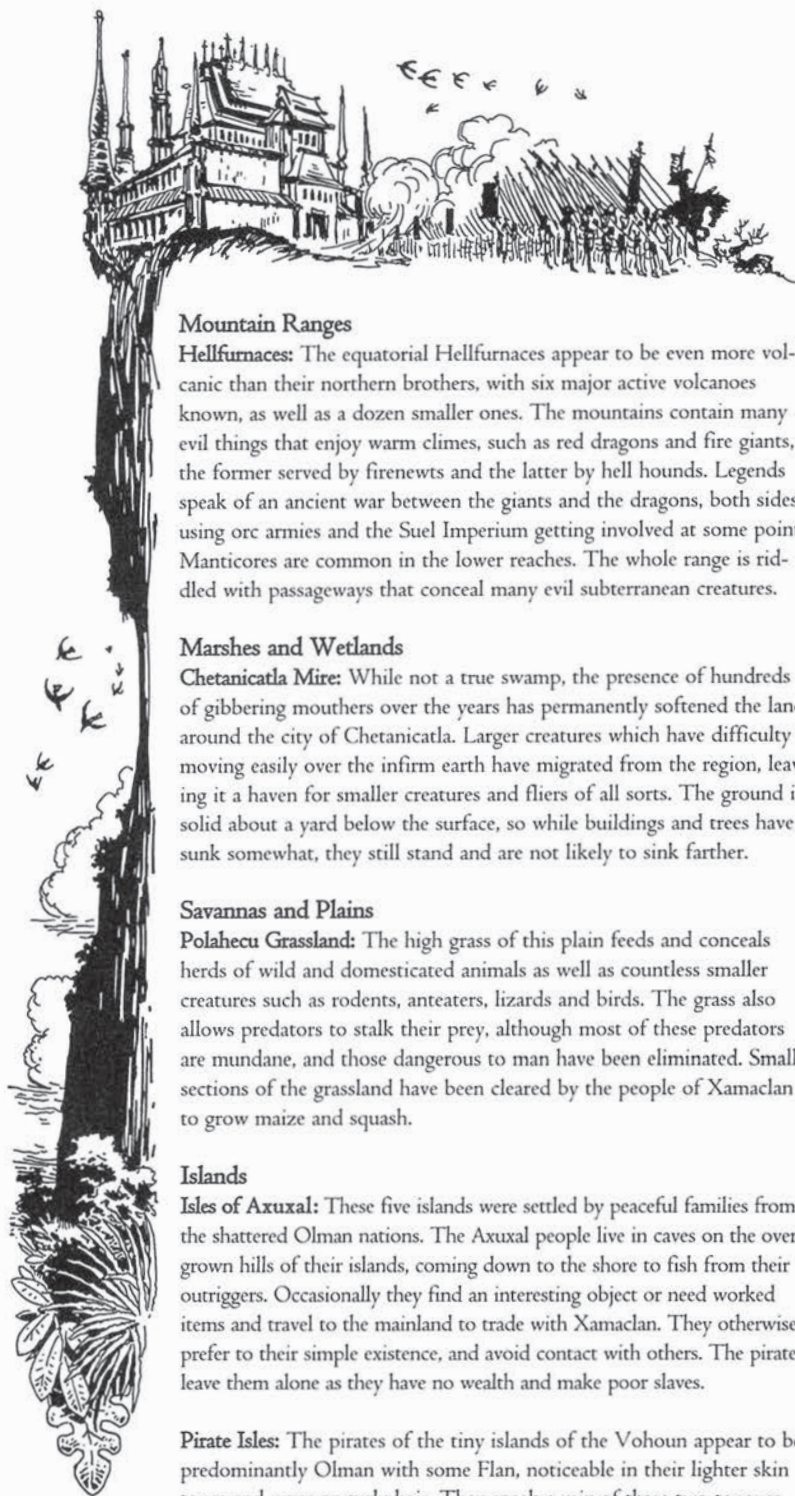 Mountain Ranges
Hellfurnaces: The equatorial Hellfurnaces appear to be even more vol-
canic than their northern brothers, with six major active volcanoes
known, as well as a dozen smaller ones. The mountains contain many
evil things that enjoy warm climes, such as red dragons and fire giants,
the former served by firenewts and the latter by hell hounds. Legends
speak of an ancient war between the giants and the dragons, both sides
using orc armies and the Suel Imperium getting involved at some point
Manticores are common in the lower reaches. The whole range is rid-
dled with passageways that conceal many evil subterranean creatures.
Marshes and Wetlands
Chetanicatla Mire: While not a true swamp, the presence of hundreds
of gibbering mouthers over the years has permanently softened the land
around the city of Chetanicatla. Larger creatures which have difficulty
moving easily over the infirm earth have migrated from the region, leav
ing it a haven for smaller creatures and fliers of all sorts. The ground i
solid about a yard below the surface, so while buildings and trees have
sunk somewhat, they still stand and are not likely to sink farther.
Savannas and Plains
Polahecu Grassland: The high grass of this plain feeds and conceals
herds of wild and domesticated animals as well as countless smaller
creatures such as rodents, anteaters, lizards and birds. The grass also
allows predators to stalk their prey, although most of these predators
are mundane, and those dangerous to man have been eliminated. Small
sections of the grassland have been cleared by the people of Xamaclan
to grow maize and squash.
Islands
Isles of Axuxal: These five islands were settled by peaceful families from
the shattered Olman nations. The Axuxal people live in caves on the over
grown hills of their islands, coming down to the shore to fish from their
outriggers. Occasionally they find an interesting object or need worked
items and travel to the mainland to trade with Xamaclan. They otherwise
prefer to their simple existence, and avoid contact with others. The pirate
leave them alone as they have no wealth and make poor slaves.
Pirate Isles: The pirates of the tiny islands of the Vohoun appear to be
predominantly Olman with some Flan, noticeable in their lighter skin